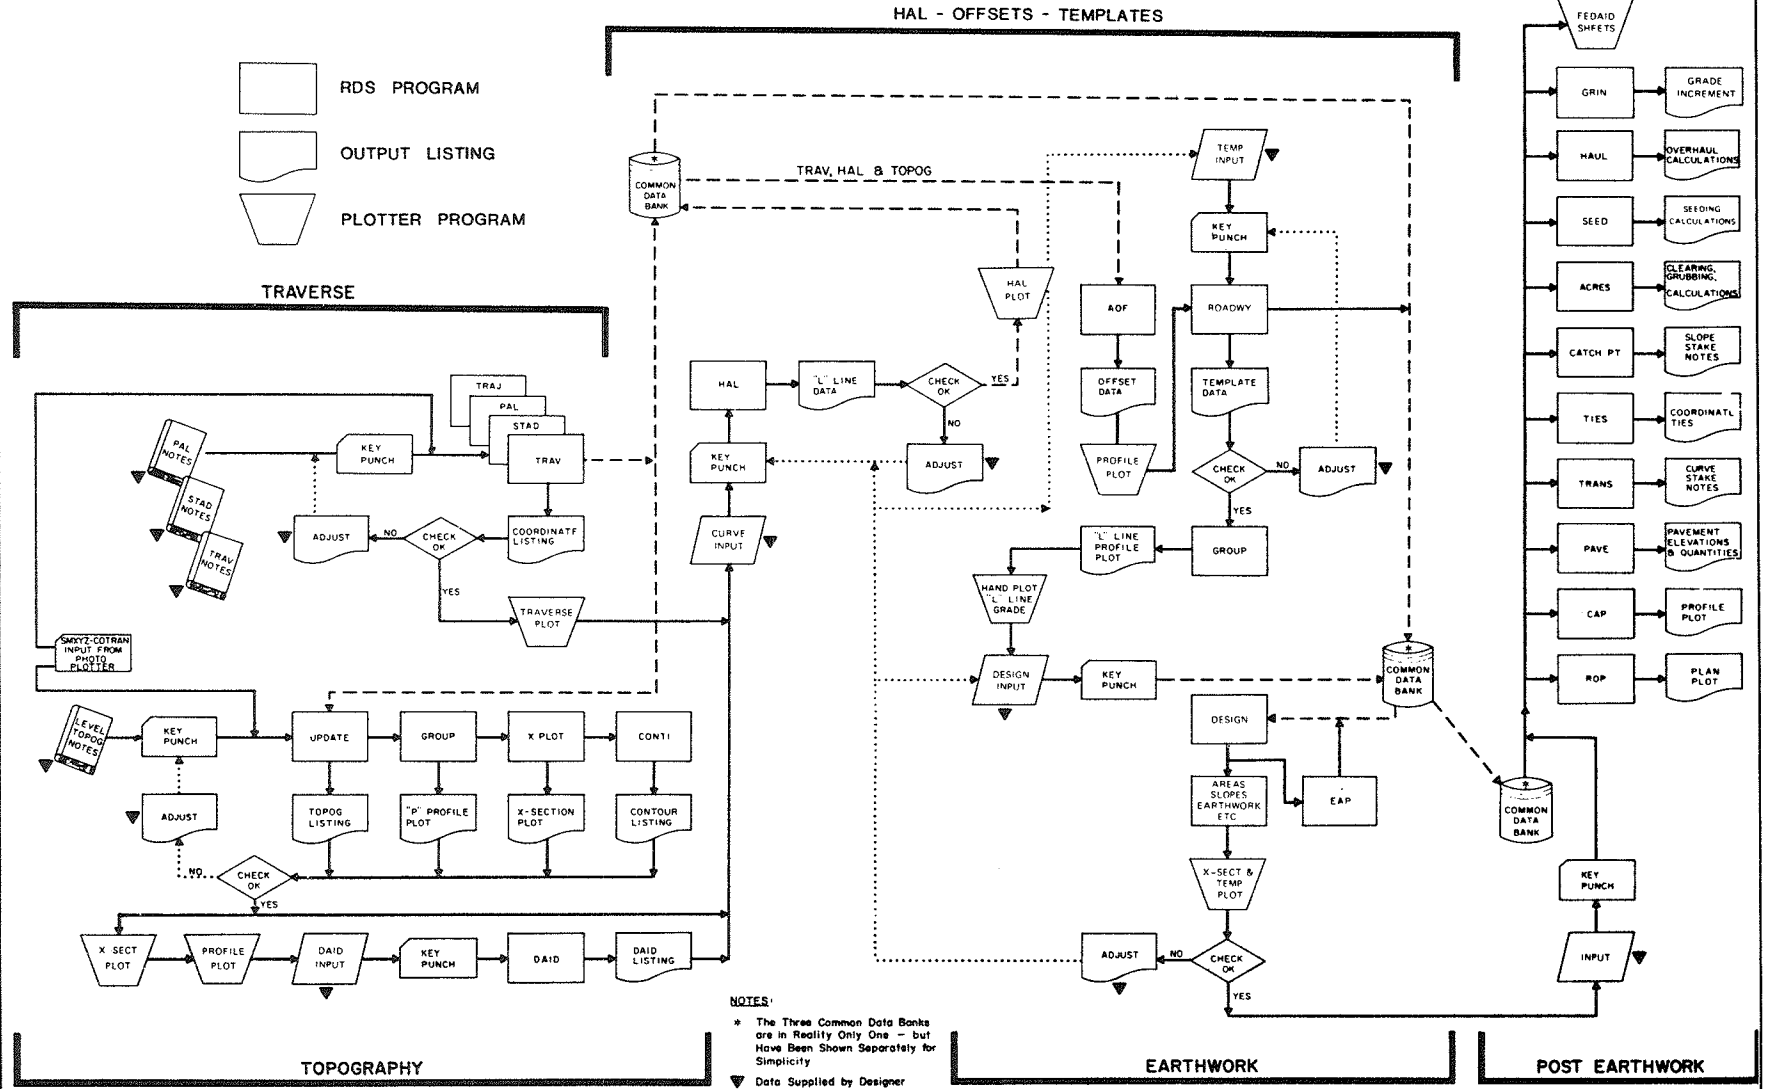 HAL - OFFSETS - TEMPLATES
RDS PROGRAM
OUTPUT LISTING
PLOTTER PROGRAM
TRAVERSE
TRAJ
PAL
STAD
TRAV
PAL
NOTES
STAD
NOTES
TRAV
NOTES
KEY
PUNCH
ADJUST
NO
CHECK
OK
COORDINATE
LISTING
YES
TRAVERSE
PLOT
SMXYZ-COTRAN
INPUT FROM
PHOTO
PLOTTER
LEVEL
TOPOG
NOTES
KEY
PUNCH
UPDATE
GROUP
X PLOT
CONTI
ADJUST
TOPOG
LISTING
"P" PROFILE
PLOT
X-SECTION
PLOT
CONTOUR
LISTING
NO
CHECK
OK
YES
X SECT
PLOT
PROFILE
PLOT
DAID
INPUT
KEY
PUNCH
DAID
DAID
LISTING
TOPOGRAPHY
* COMMON
DATA
BANK
TRAV, HAL & TOPOG
HAL
PLOT
HAL
"L" LINE
DATA
CHECK
OK
YES
NO
KEY
PUNCH
ADJUST
CURVE
INPUT
TEMP
INPUT
KEY
PUNCH
AOF
ROADWY
OFFSET
DATA
TEMPLATE
DATA
PROFILE
PLOT
CHECK
OK
NO
ADJUST
YES
"L" LINE
PROFILE
PLOT
GROUP
HAND PLOT
"L" LINE
GRADE
DESIGN
INPUT
KEY
PUNCH
* COMMON
DATA
BANK
DESIGN
AREAS
SLOPES
EARTHWORK
ETC
EAP
X-SECT &
TEMP
PLOT
ADJUST
NO
CHECK
OK
YES
EARTHWORK
NOTES:
* The Three Common Data Banks
are in Reality Only One - but
Have Been Shown Separately for
Simplicity
▼ Data Supplied by Designer
FEDAID
SHEETS
GRIN
GRADE
INCREMENT
HAUL
OVERHAUL
CALCULATIONS
SEED
SEEDING
CALCULATIONS
ACRES
CLEARING,
GRUBBING,
CALCULATIONS
CATCH PT
SLOPE
STAKE
NOTES
TIES
COORDINATE
TIES
TRANS
CURVE
STAKE
NOTES
PAVE
PAVEMENT
ELEVATIONS
& QUANTITIES
CAP
PROFILE
PLOT
ROP
PLAN
PLOT
* COMMON
DATA
BANK
KEY
PUNCH
INPUT
POST EARTHWORK